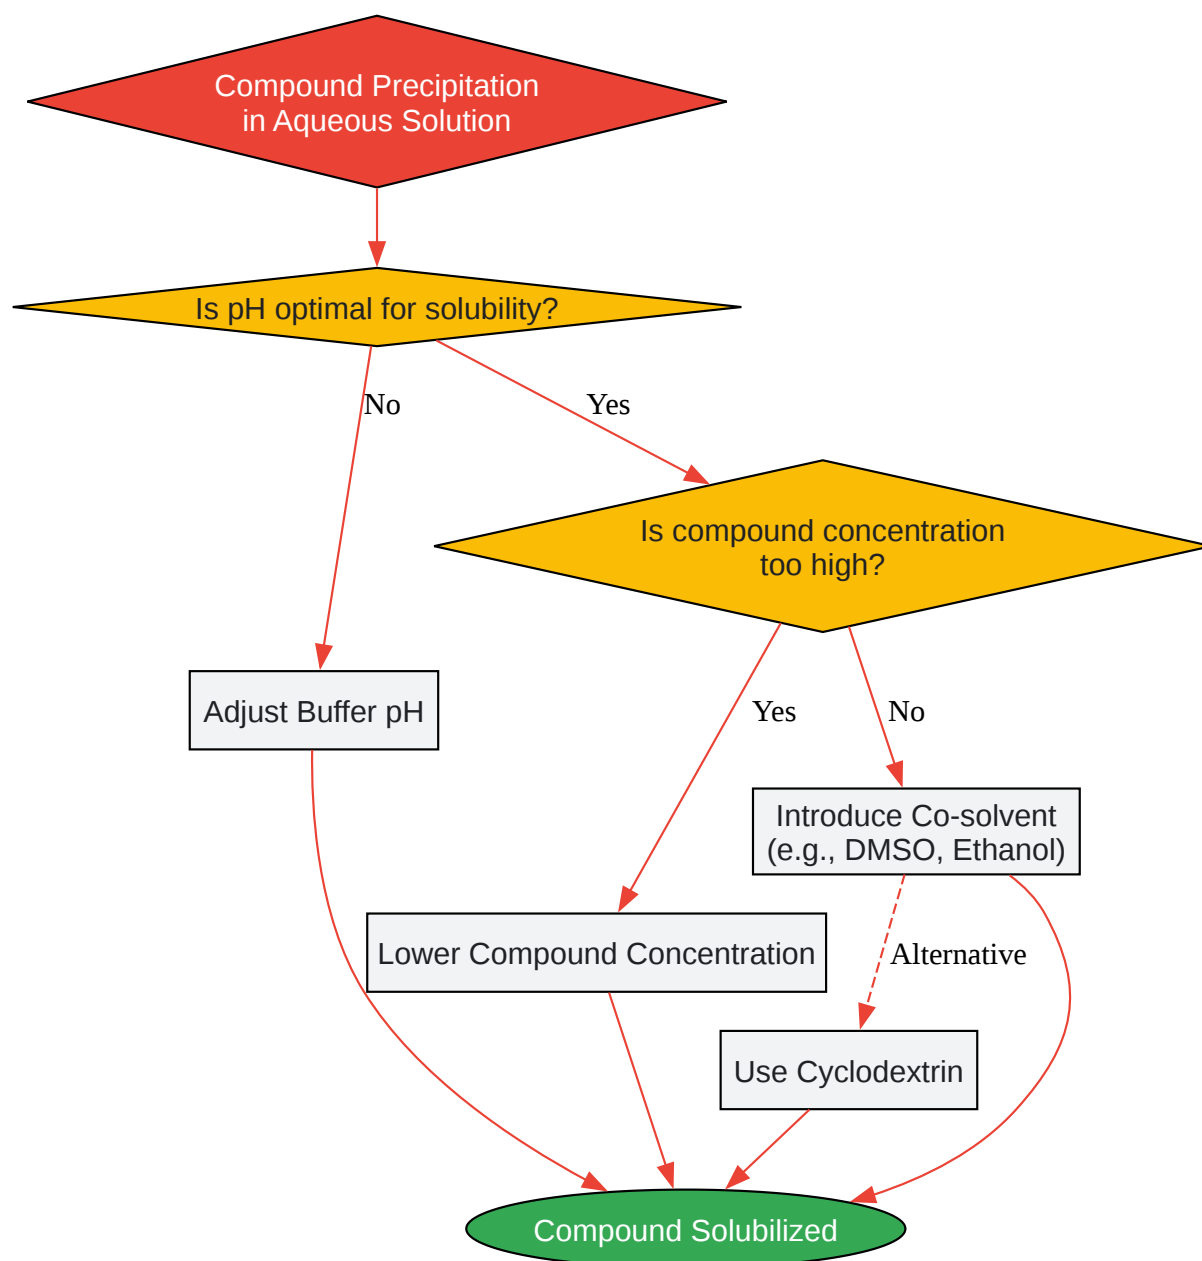 Compound Precipitation
in Aqueous Solution
Is pH optimal for solubility?
No
Yes
Is compound concentration
too high?
Adjust Buffer pH
Yes
No
Introduce Co-solvent
(e.g., DMSO, Ethanol)
Lower Compound Concentration
Alternative
Use Cyclodextrin
Compound Solubilized